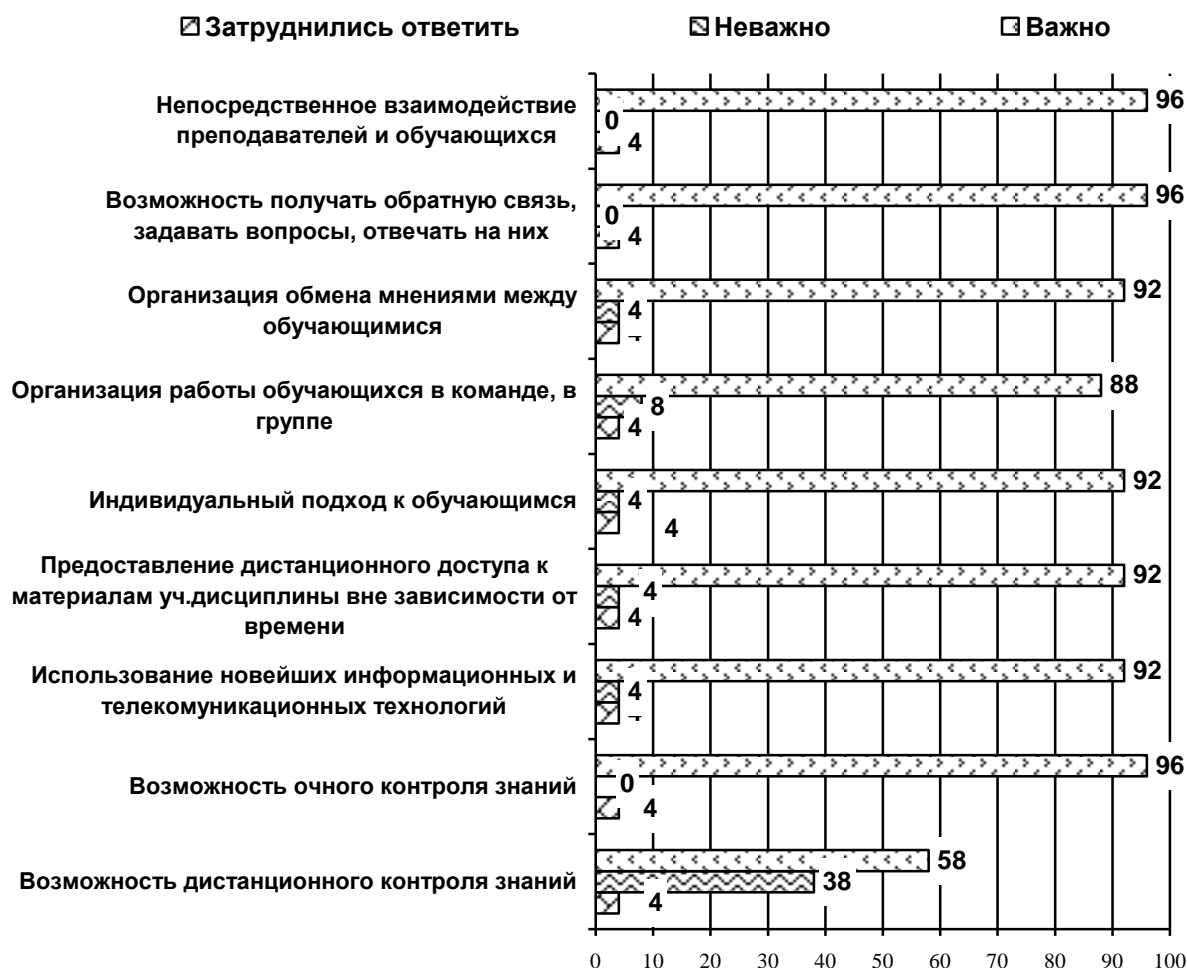 Затруднились ответить Неважно Важно
Непосредственное взаимодействие
преподавателей и обучающихся
96
0
4
Возможность получать обратную связь,
задавать вопросы, отвечать на них
96
0
4
Организация обмена мнениями между
обучающимися
92
4
Организация работы обучающихся в команде, в
группе
88
8
4
Индивидуальный подход к обучающимся
92
4
4
Предоставление дистанционного доступа к
материалам уч.дисциплины вне зависимости от
времени
92
4
4
Использование новейших информационных и
телекомуникационных технологий
92
4
Возможность очного контроля знаний
96
0
4
Возможность дистанционного контроля знаний
58
38
4
0 10 20 30 40 50 60 70 80 90 100